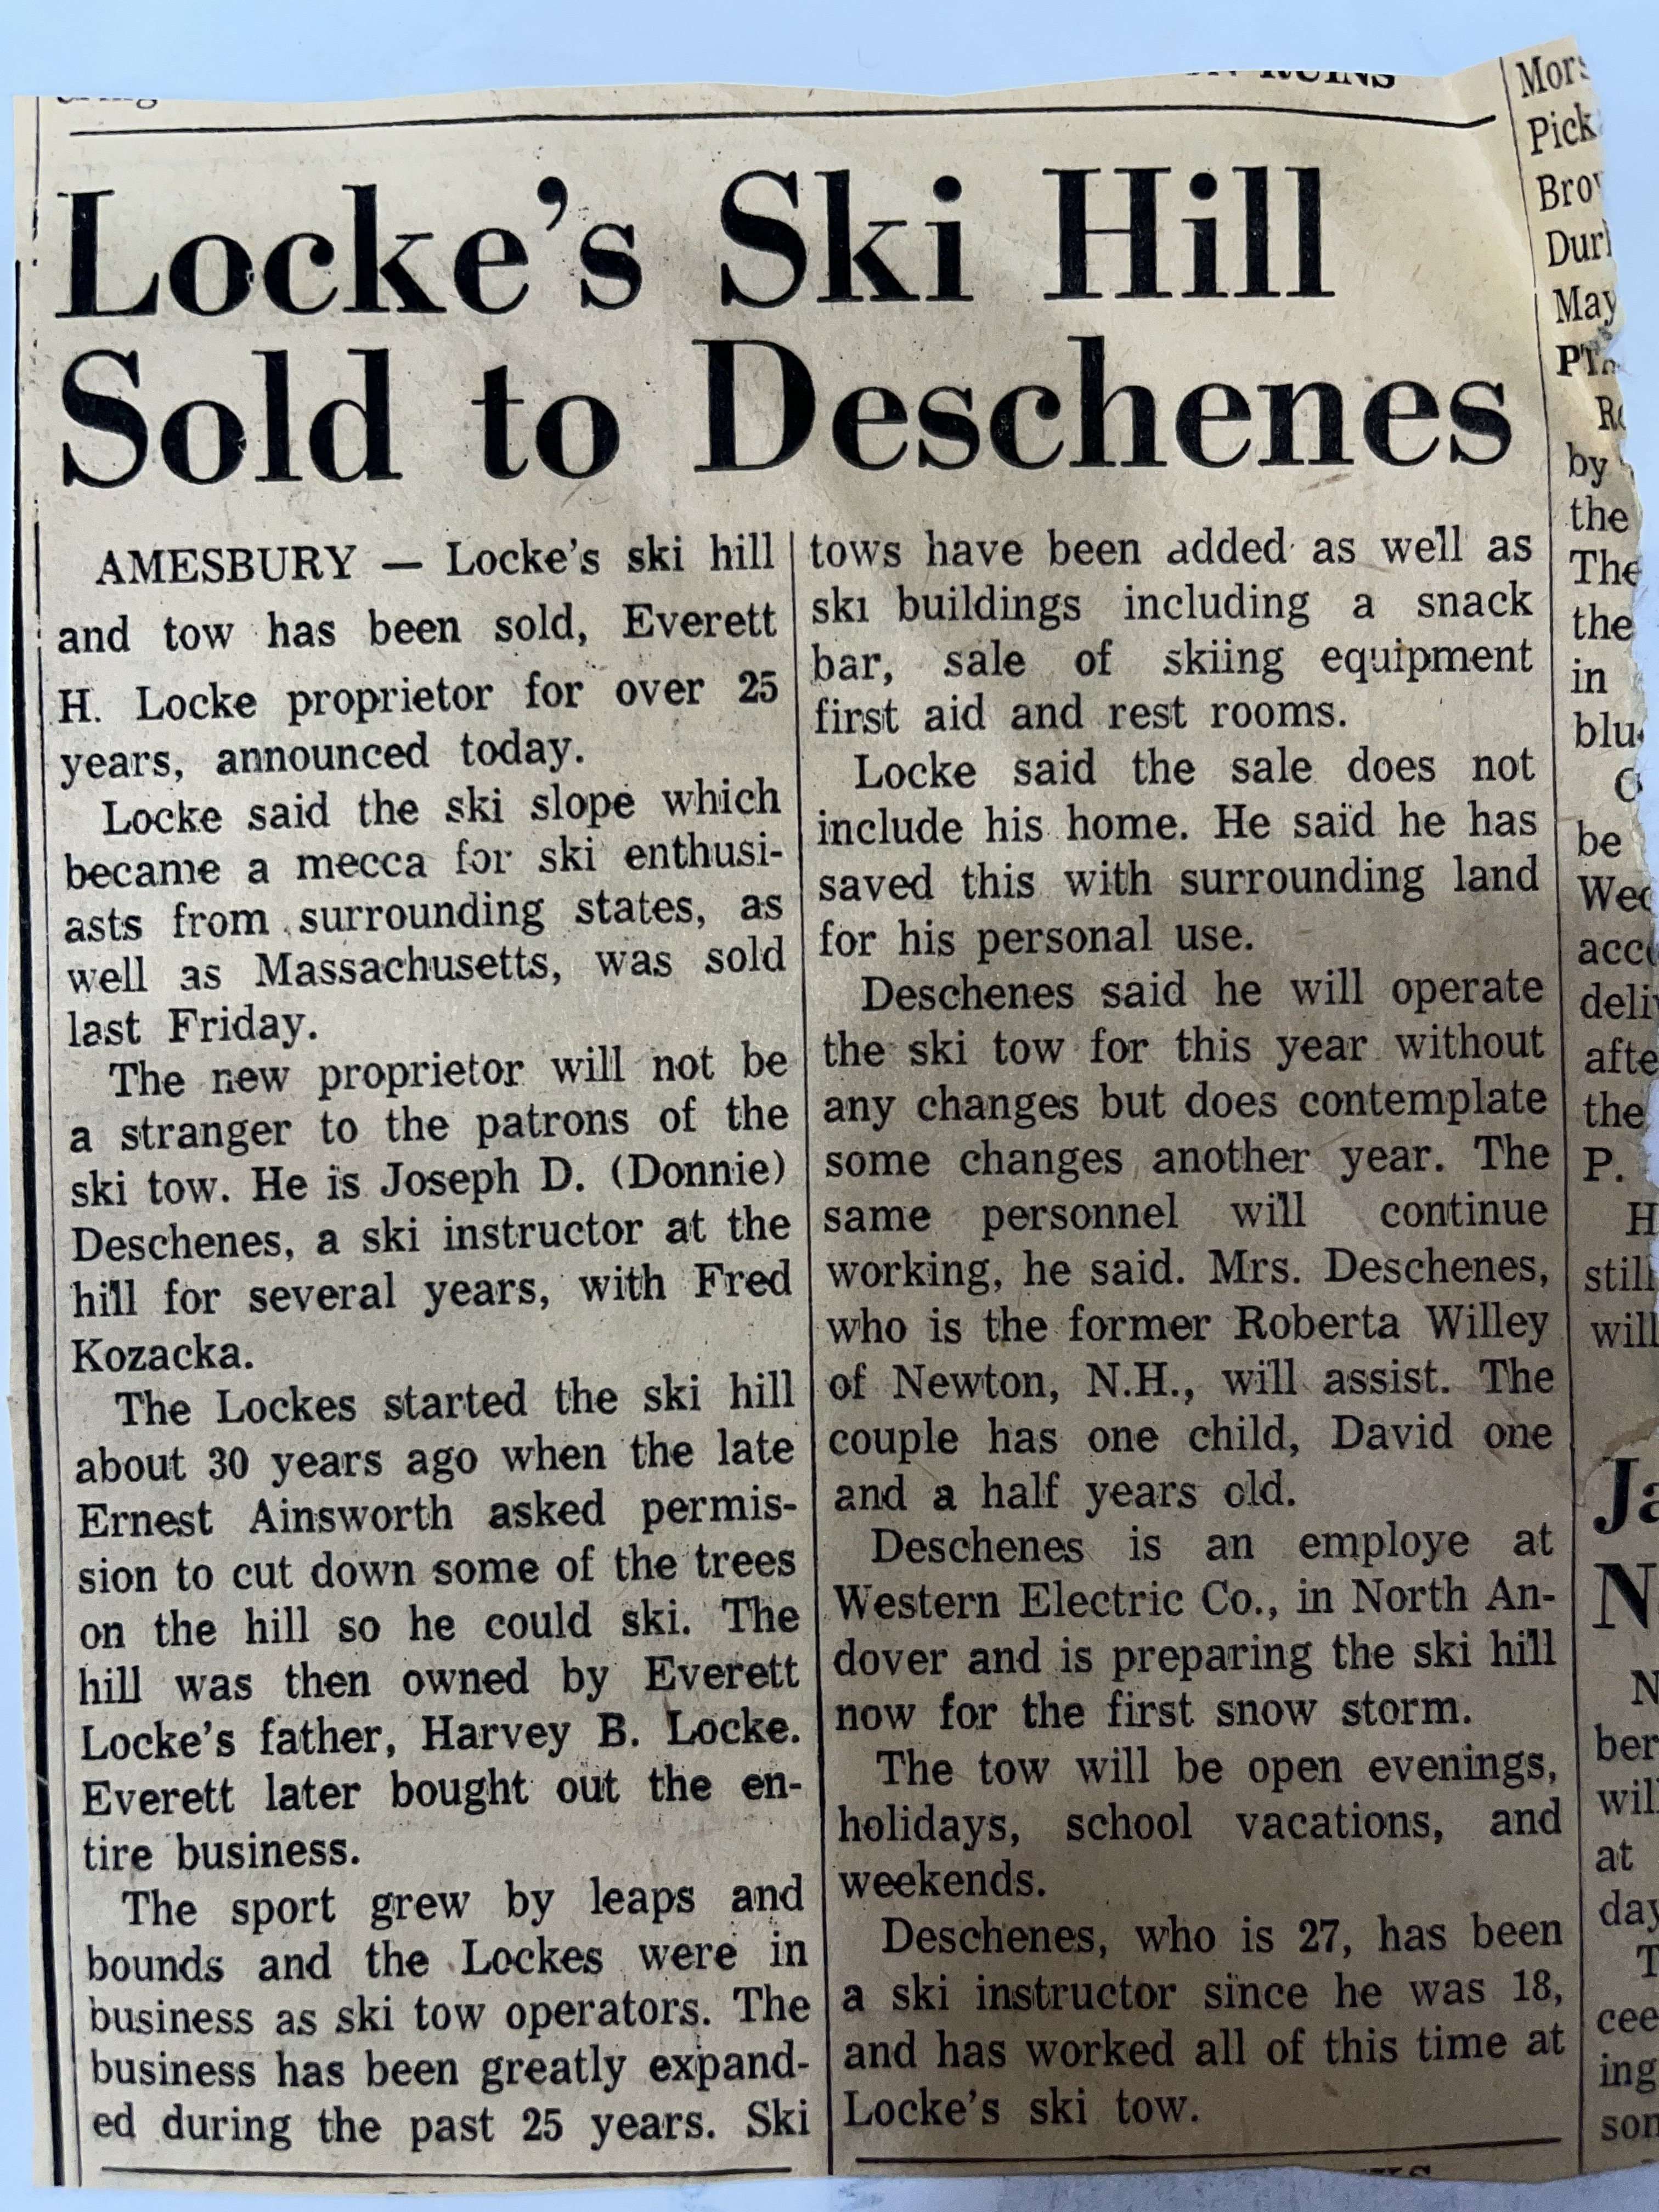 RUINS
Locke's Ski Hill
Sold to Deschenes
AMESBURY — Locke's ski hill
and tow has been sold, Everett
H. Locke proprietor for over 25
years, announced today.
Locke said the ski slope which
became a mecca for ski enthusi-
asts from surrounding states, as
well as Massachusetts, was sold
last Friday.
The new proprietor will not be
a stranger to the patrons of the
ski tow. He is Joseph D. (Donnie)
Deschenes, a ski instructor at the
hill for several years, with Fred
Kozacka.
The Lockes started the ski hill
about 30 years ago when the late
Ernest Ainsworth asked permis-
sion to cut down some of the trees
on the hill so he could ski. The
hill was then owned by Everett
Locke's father, Harvey B. Locke.
Everett later bought out the en-
tire business.
The sport grew by leaps and
bounds and the Lockes were in
business as ski tow operators. The
business has been greatly expand-
ed during the past 25 years. Ski
tows have been added as well as
ski buildings including a snack
bar, sale of skiing equipment
first aid and rest rooms.
Locke said the sale does not
include his home. He said he has
saved this with surrounding land
for his personal use.
Deschenes said he will operate
the ski tow for this year without
any changes but does contemplate
some changes another year. The
same personnel will continue
working, he said. Mrs. Deschenes,
who is the former Roberta Willey
of Newton, N.H., will assist. The
couple has one child, David one
and a half years old.
Deschenes is an employe at
Western Electric Co., in North An-
dover and is preparing the ski hill
now for the first snow storm.
The tow will be open evenings,
holidays, school vacations, and
weekends.
Deschenes, who is 27, has been
a ski instructor since he was 18,
and has worked all of this time at
Locke's ski tow.
Pick
May
by
the
The
the
in
be
the
P.
still
will
at